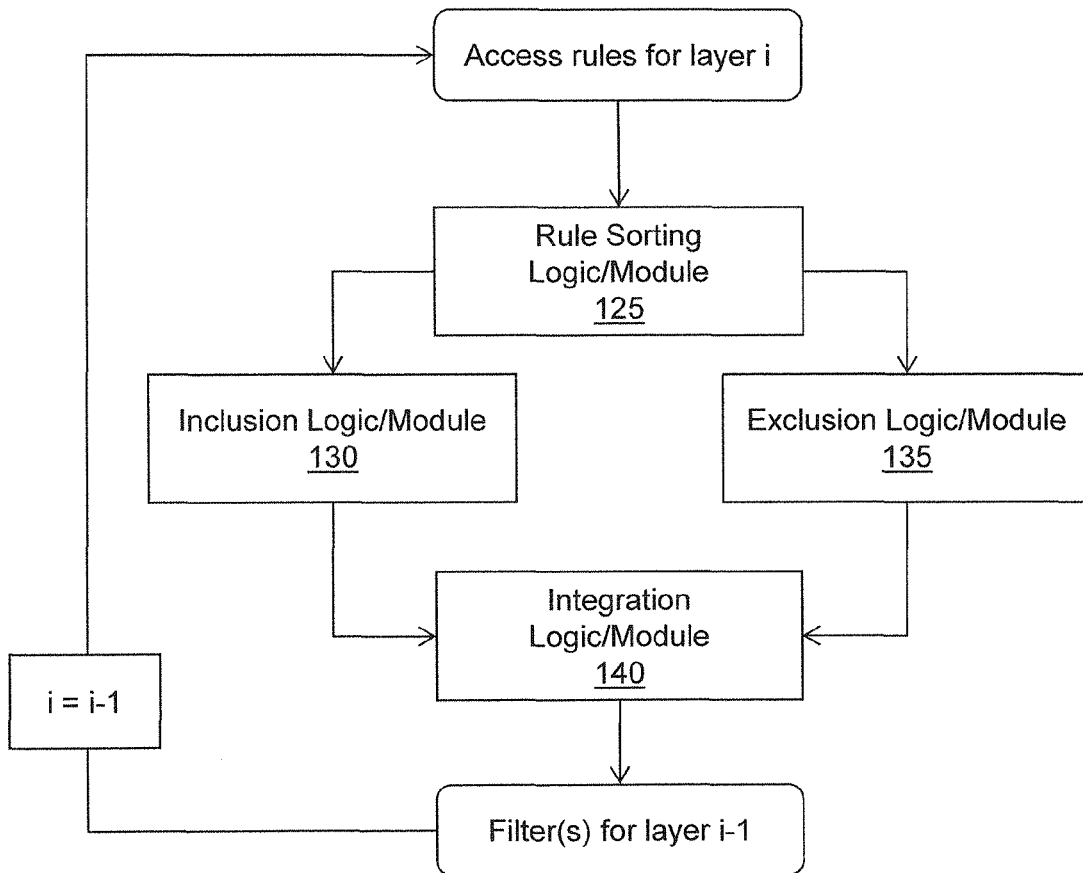 Access rules for layer i
Rule Sorting
Logic/Module
125
Inclusion Logic/Module
130
Exclusion Logic/Module
135
Integration
Logic/Module
140
i = i-1
Filter(s) for layer i-1